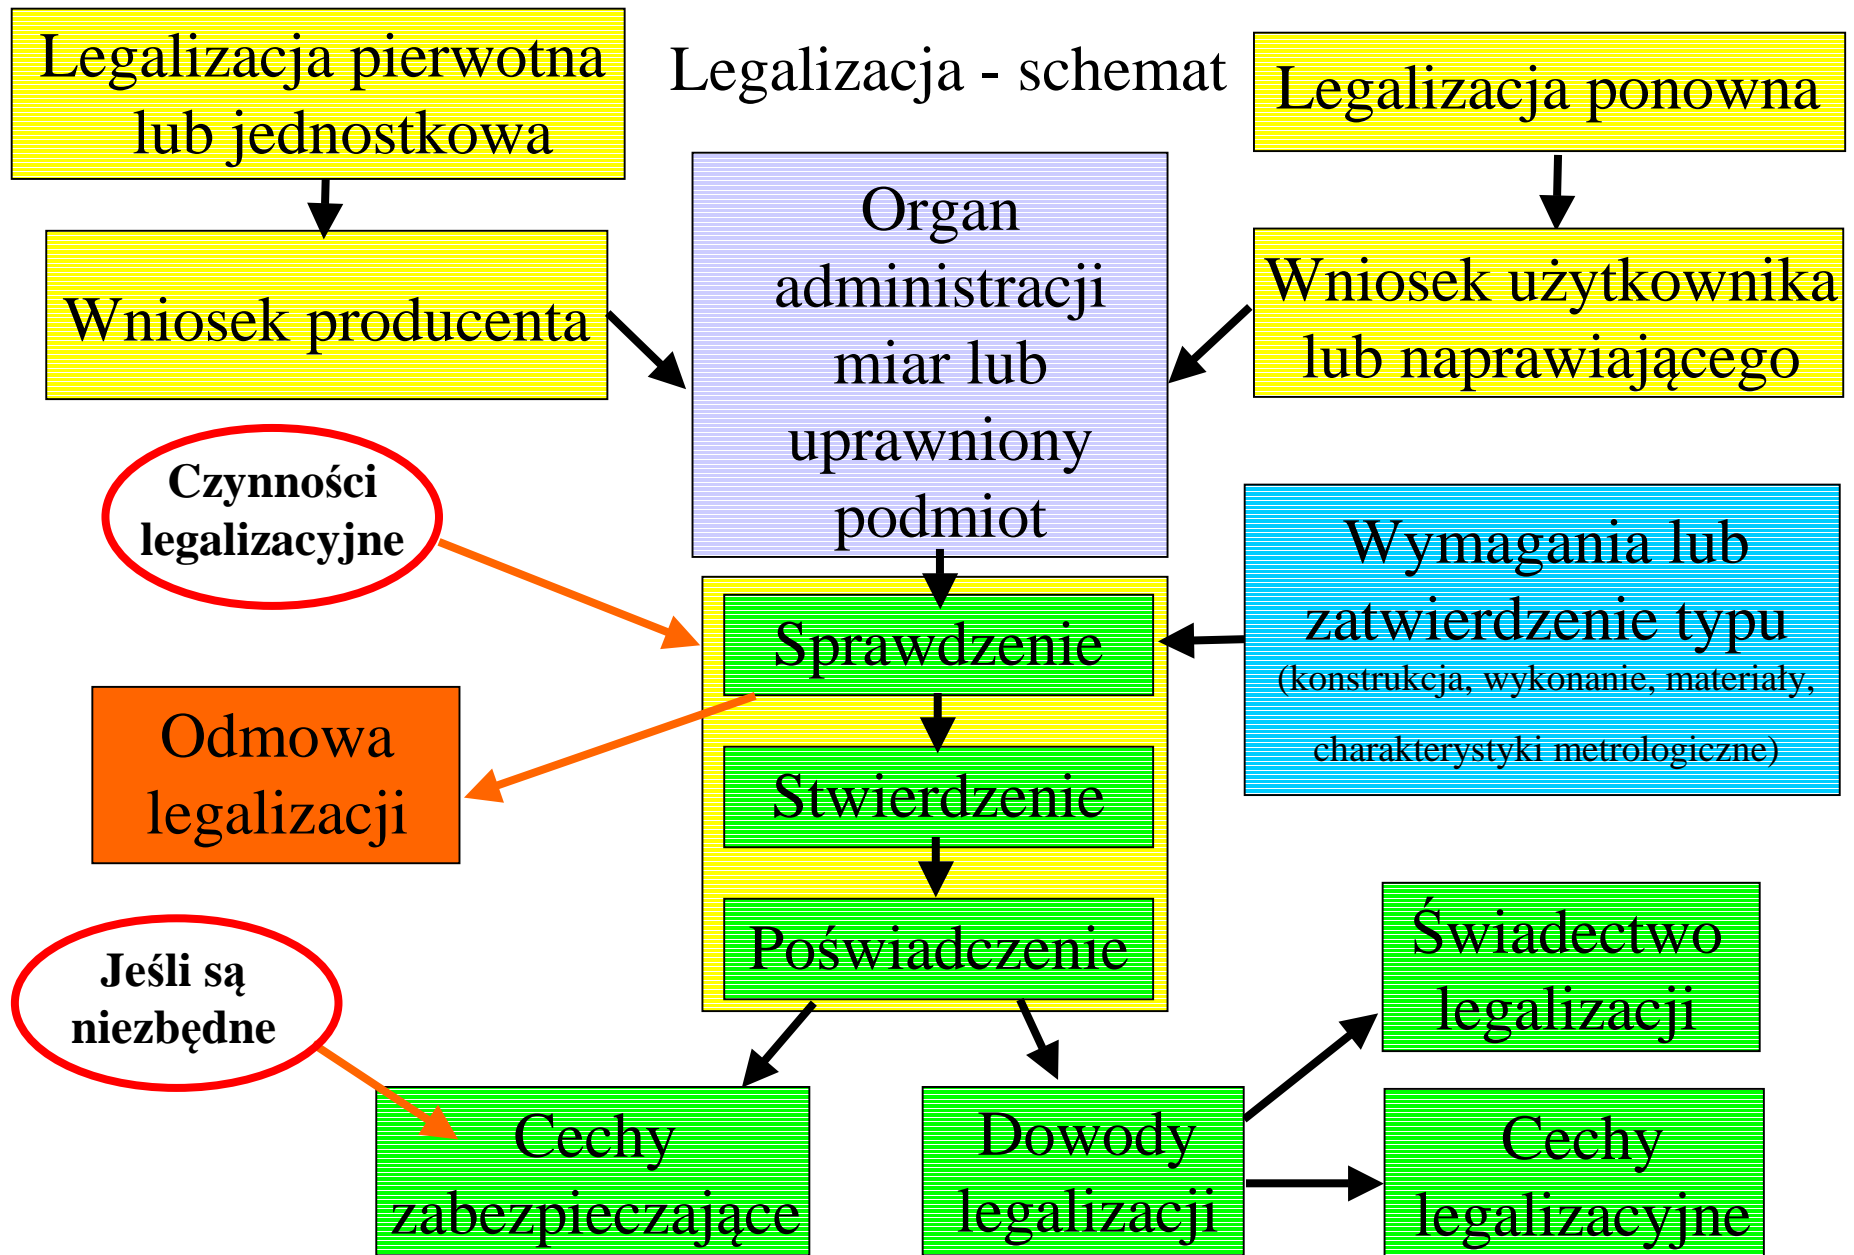 Legalizacja pierwotna
lub jednostkowa
Legalizacja - schemat
Legalizacja ponowna
Wniosek producenta
Organ
administracji
miar lub
uprawniony
podmiot
Wniosek użytkownika
lub naprawiającego
Czynności
legalizacyjne
Wymagania lub
zatwierdzenie typu
(konstrukcja, wykonanie, materiały,
charakterystyki metrologiczne)
Sprawdzenie
Odmowa
legalizacji
Stwierdzenie
Poświadczenie
Świadectwo
legalizacji
Jeśli są
niezbędne
Cechy
zabezpieczające
Dowody
legalizacji
Cechy
legalizacyjne